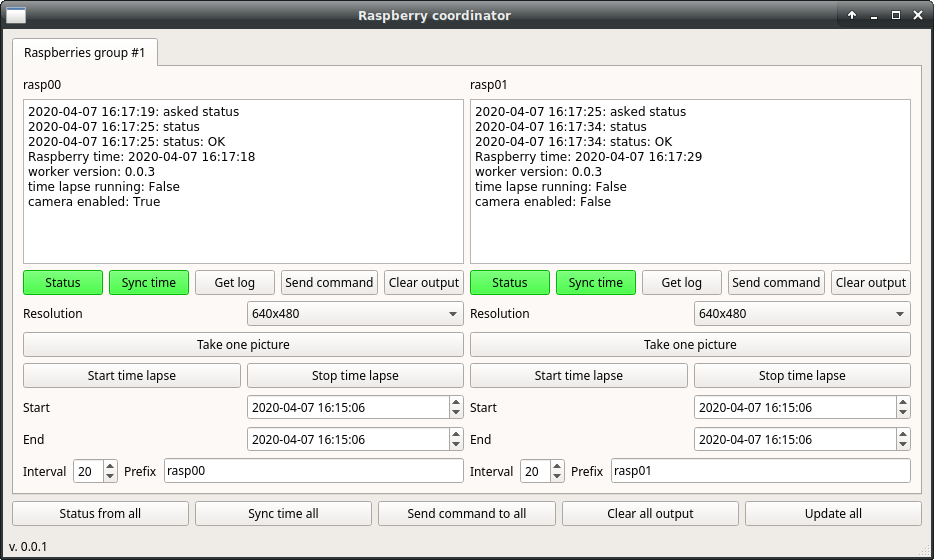 Raspberry coordinator
Raspberries group #1
rasp00
2020-04-07 16:17:19: asked status
2020-04-07 16:17:25: status
2020-04-07 16:17:25: status: OK
Raspberry time: 2020-04-07 16:17:18
worker version: 0.0.3
time lapse running: False
camera enabled: True
Status Sync time Get log Send command Clear output
Resolution 640x480
Take one picture
Start time lapse Stop time lapse
Start 2020-04-07 16:15:06
End 2020-04-07 16:15:06
Interval 20 Prefix rasp00
rasp01
2020-04-07 16:17:25: asked status
2020-04-07 16:17:34: status
2020-04-07 16:17:34: status: OK
Raspberry time: 2020-04-07 16:17:29
worker version: 0.0.3
time lapse running: False
camera enabled: False
Status Sync time Get log Send command Clear output
Resolution 640x480
Take one picture
Start time lapse Stop time lapse
Start 2020-04-07 16:15:06
End 2020-04-07 16:15:06
Interval 20 Prefix rasp01
Status from all Sync time all Send command to all Clear all output Update all
v. 0.0.1